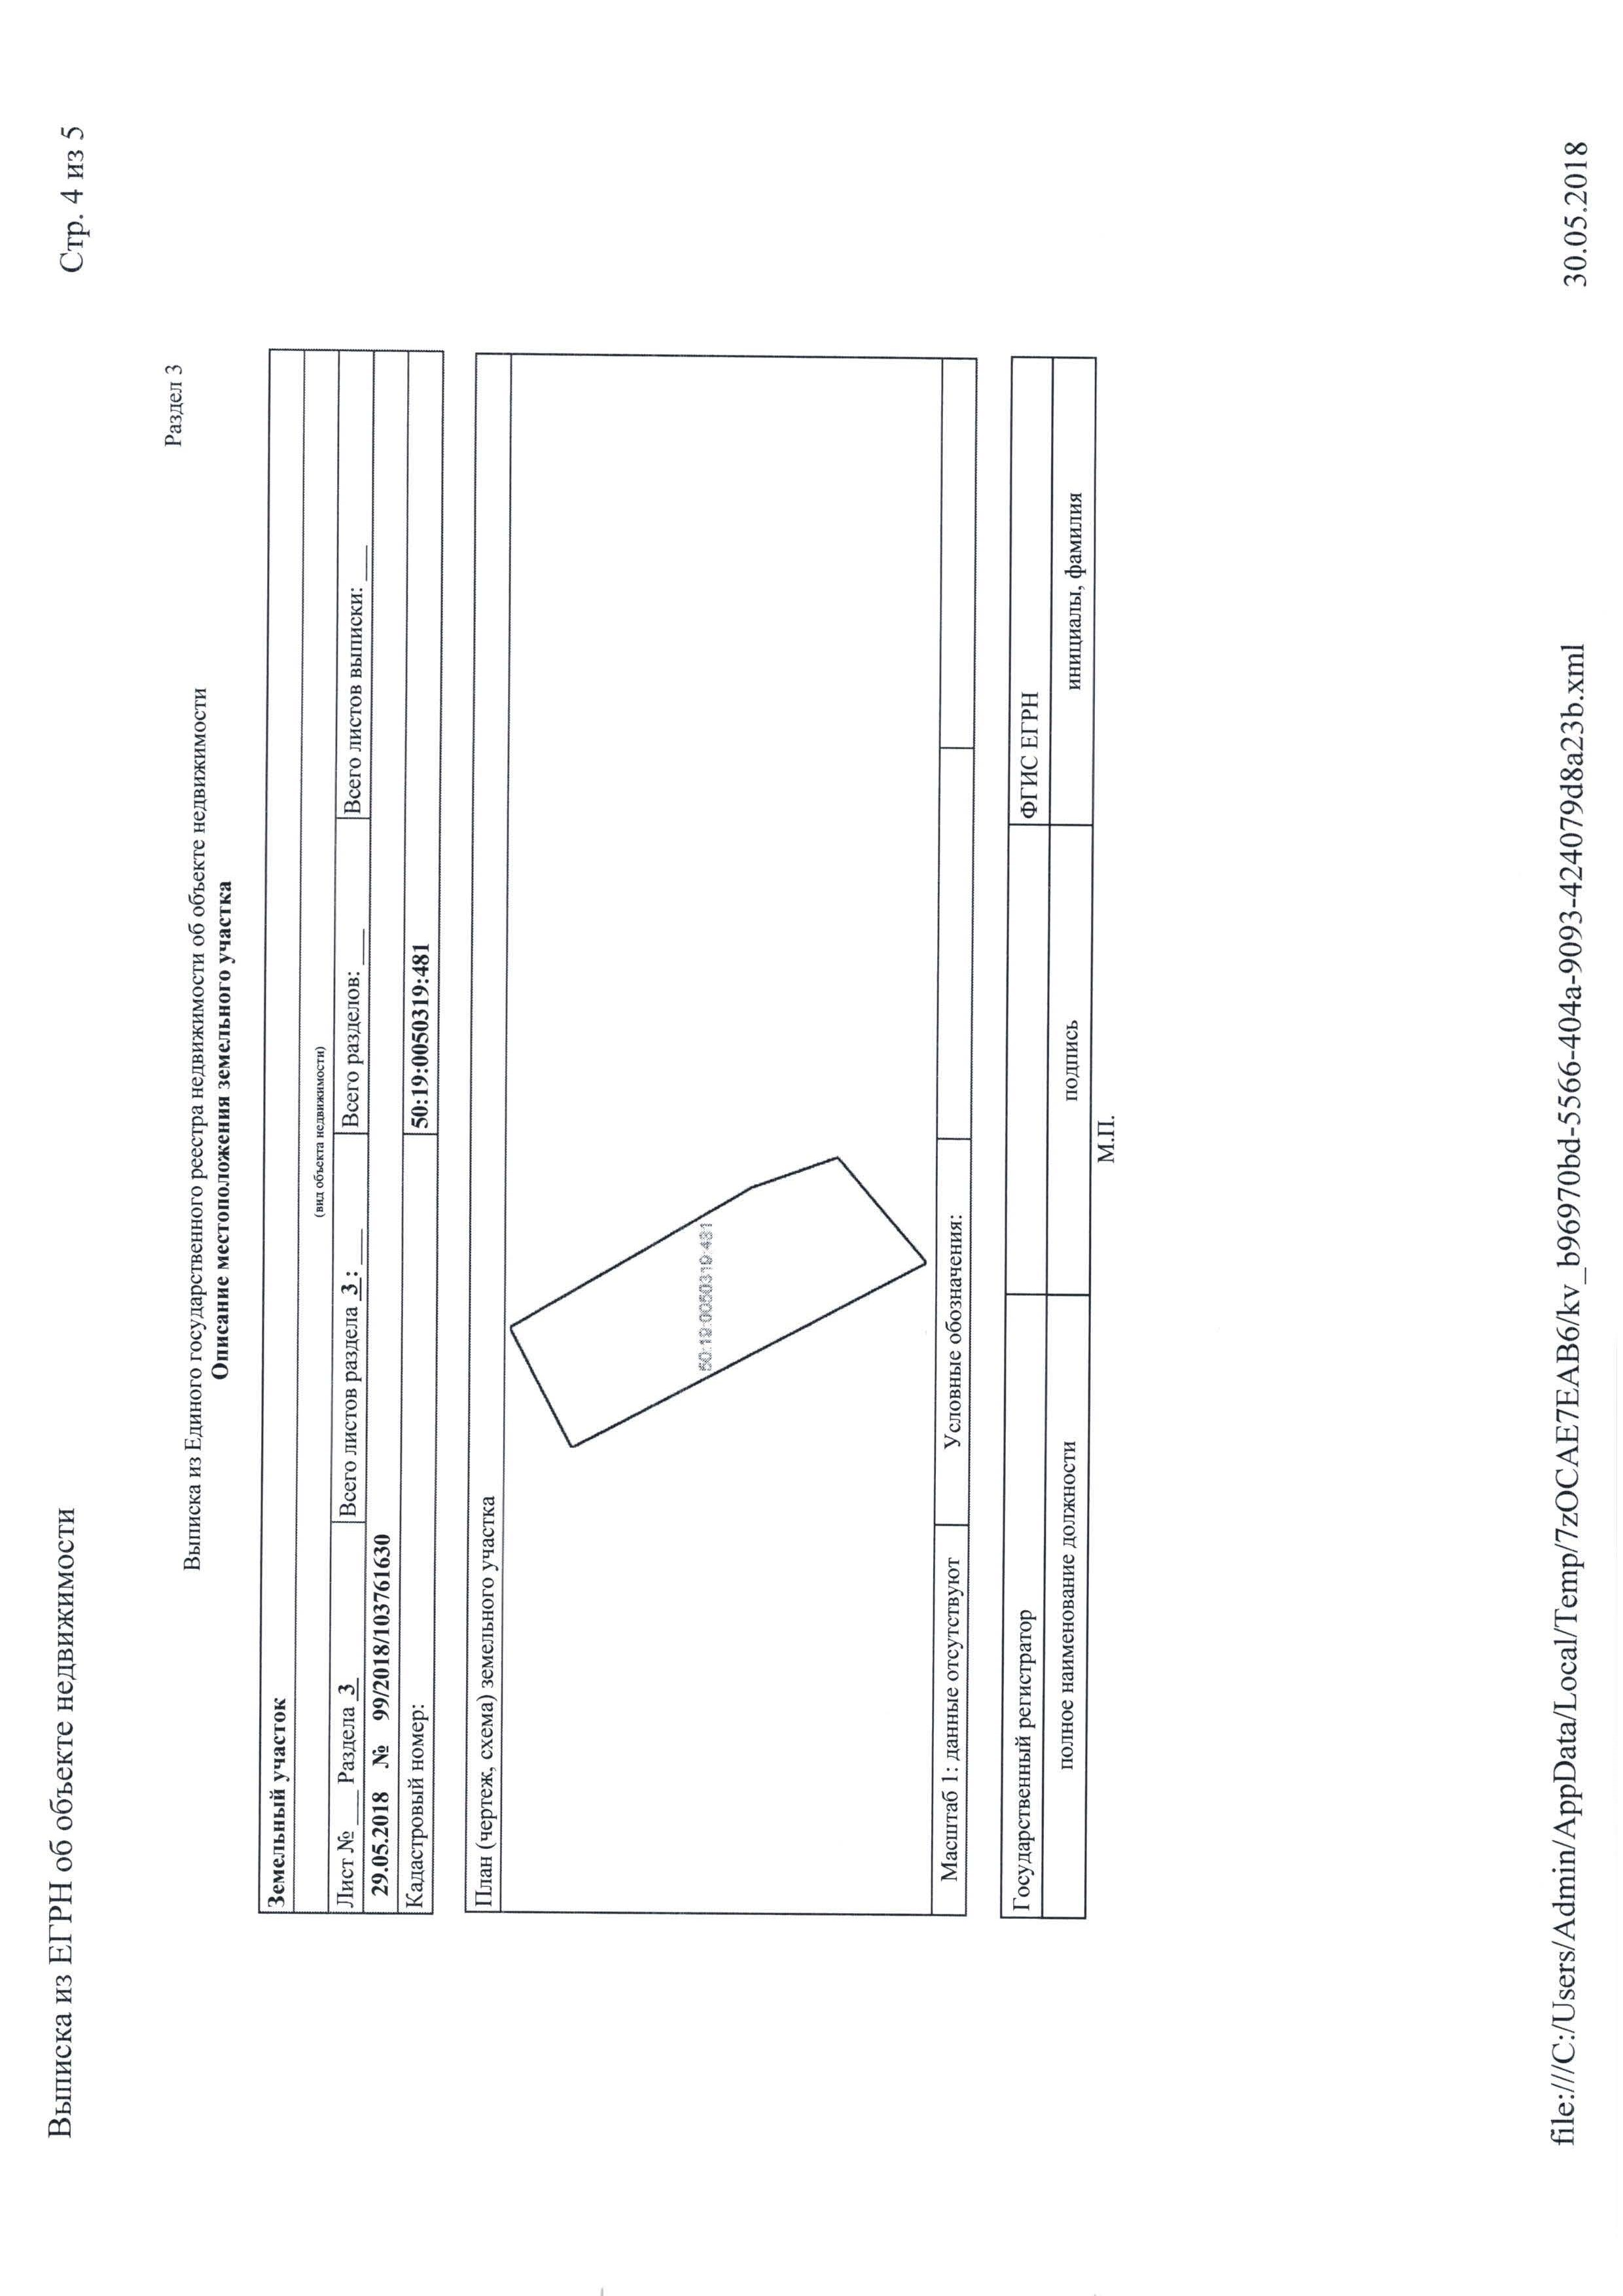 Выписка из ЕГРН об объекте недвижимости Стр. 4 из 5
Раздел 3
Выписка из Единого государственного реестра недвижимости об объекте недвижимости
Описание местоположения земельного участка
Земельный участок
(вид объекта недвижимости)
Лист № ___ Раздела 3 Всего листов раздела 3 : ___ Всего разделов: ___ Всего листов выписки: ___
29.05.2018 № 99/2018/103761630
Кадастровый номер: 50:19:0050319:481
План (чертеж, схема) земельного участка
50:19:0050319:481
Масштаб 1: данные отсутствуют Условные обозначения:
Государственный регистратор ФГИС ЕГРН
полное наименование должности подпись инициалы, фамилия
М.П.
file:///C:/Users/Admin/AppData/Local/Temp/7zOCAE7EAB6/kv_b96970bd-5566-404a-9093-424079d8a23b.xml 30.05.2018